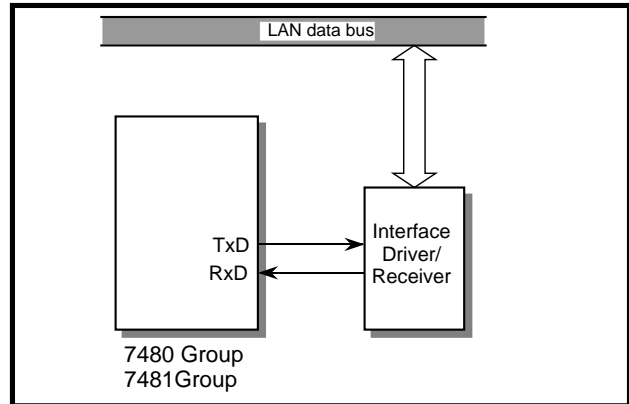 LAN data bus
TxD
RxD
Interface
Driver/
Receiver
7480 Group
7481Group